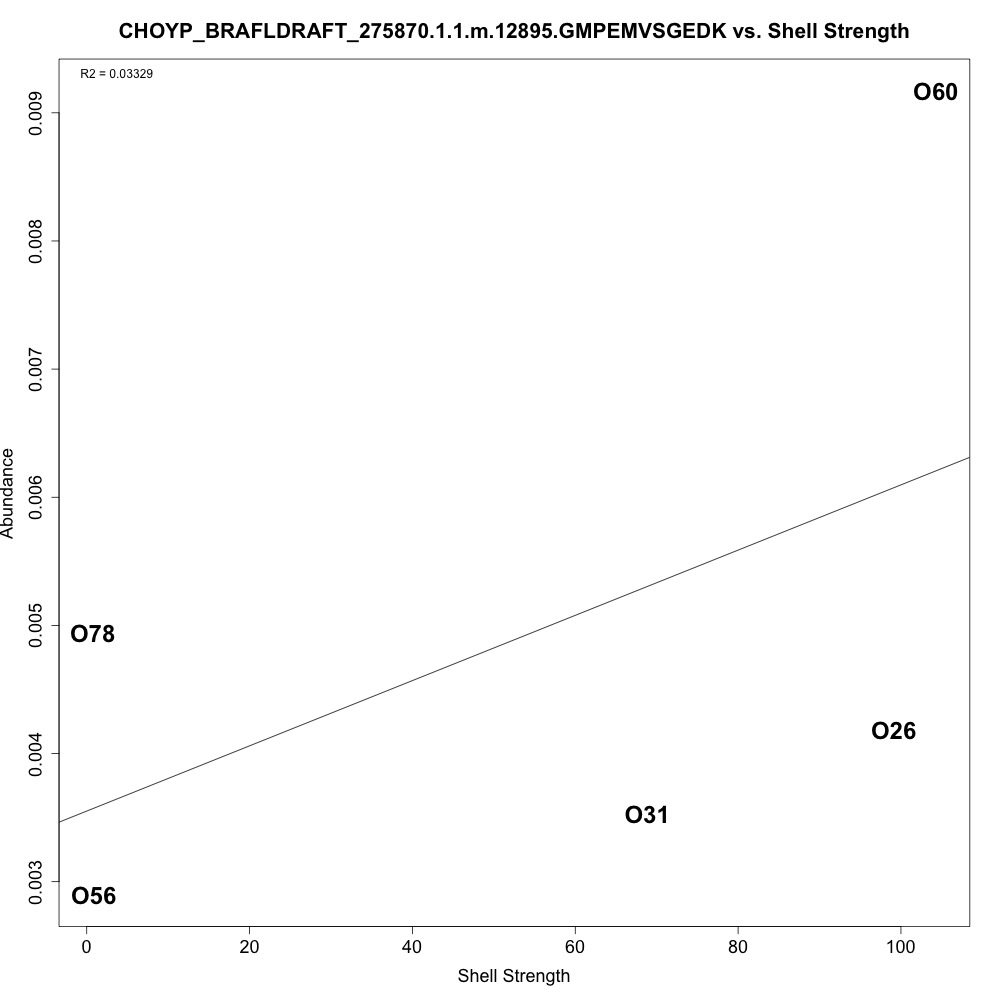 CHOYP_BRAFLDRAFT_275870.1.1.m.12895.GMPEMVSGEDK vs. Shell Strength
R2 = 0.03329
O60
0.009
0.008
0.007
0.006
0.005
0.004
0.003
Abundance
O78
O26
O31
O56
0 20 40 60 80 100
Shell Strength